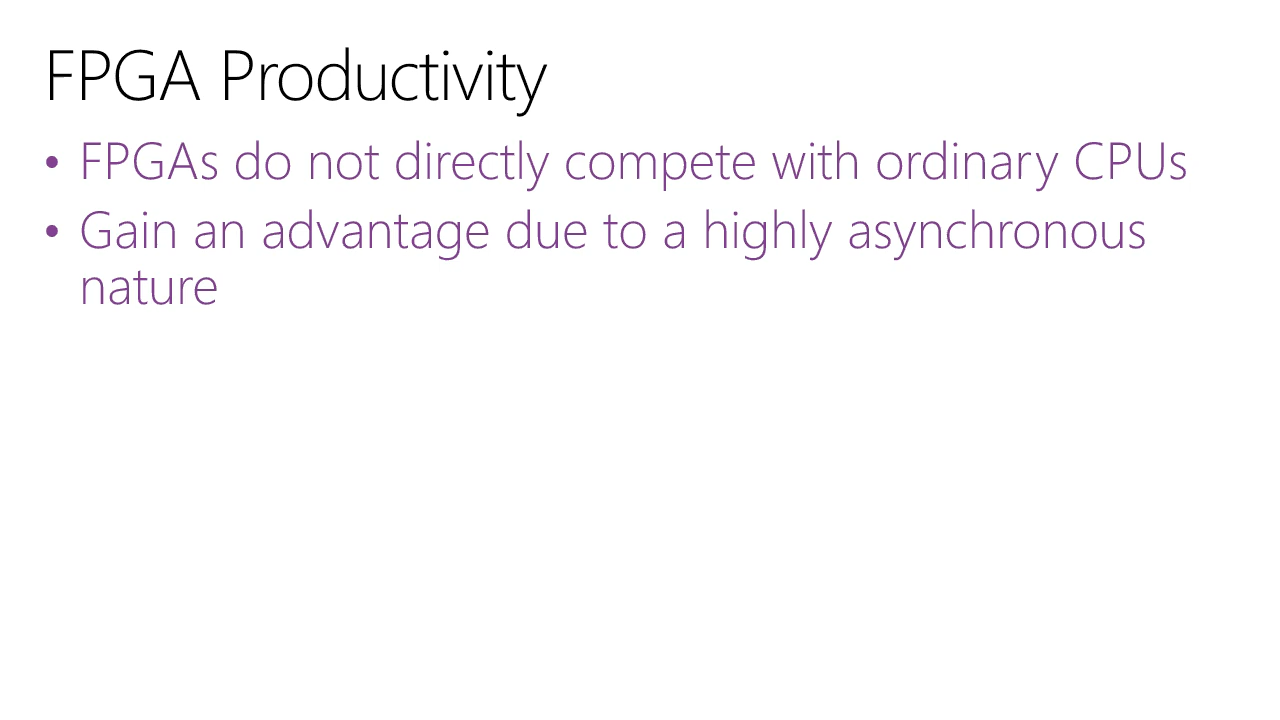 FPGA Productivity
• FPGAs do not directly compete with ordinary CPUs
• Gain an advantage due to a highly asynchronous
nature